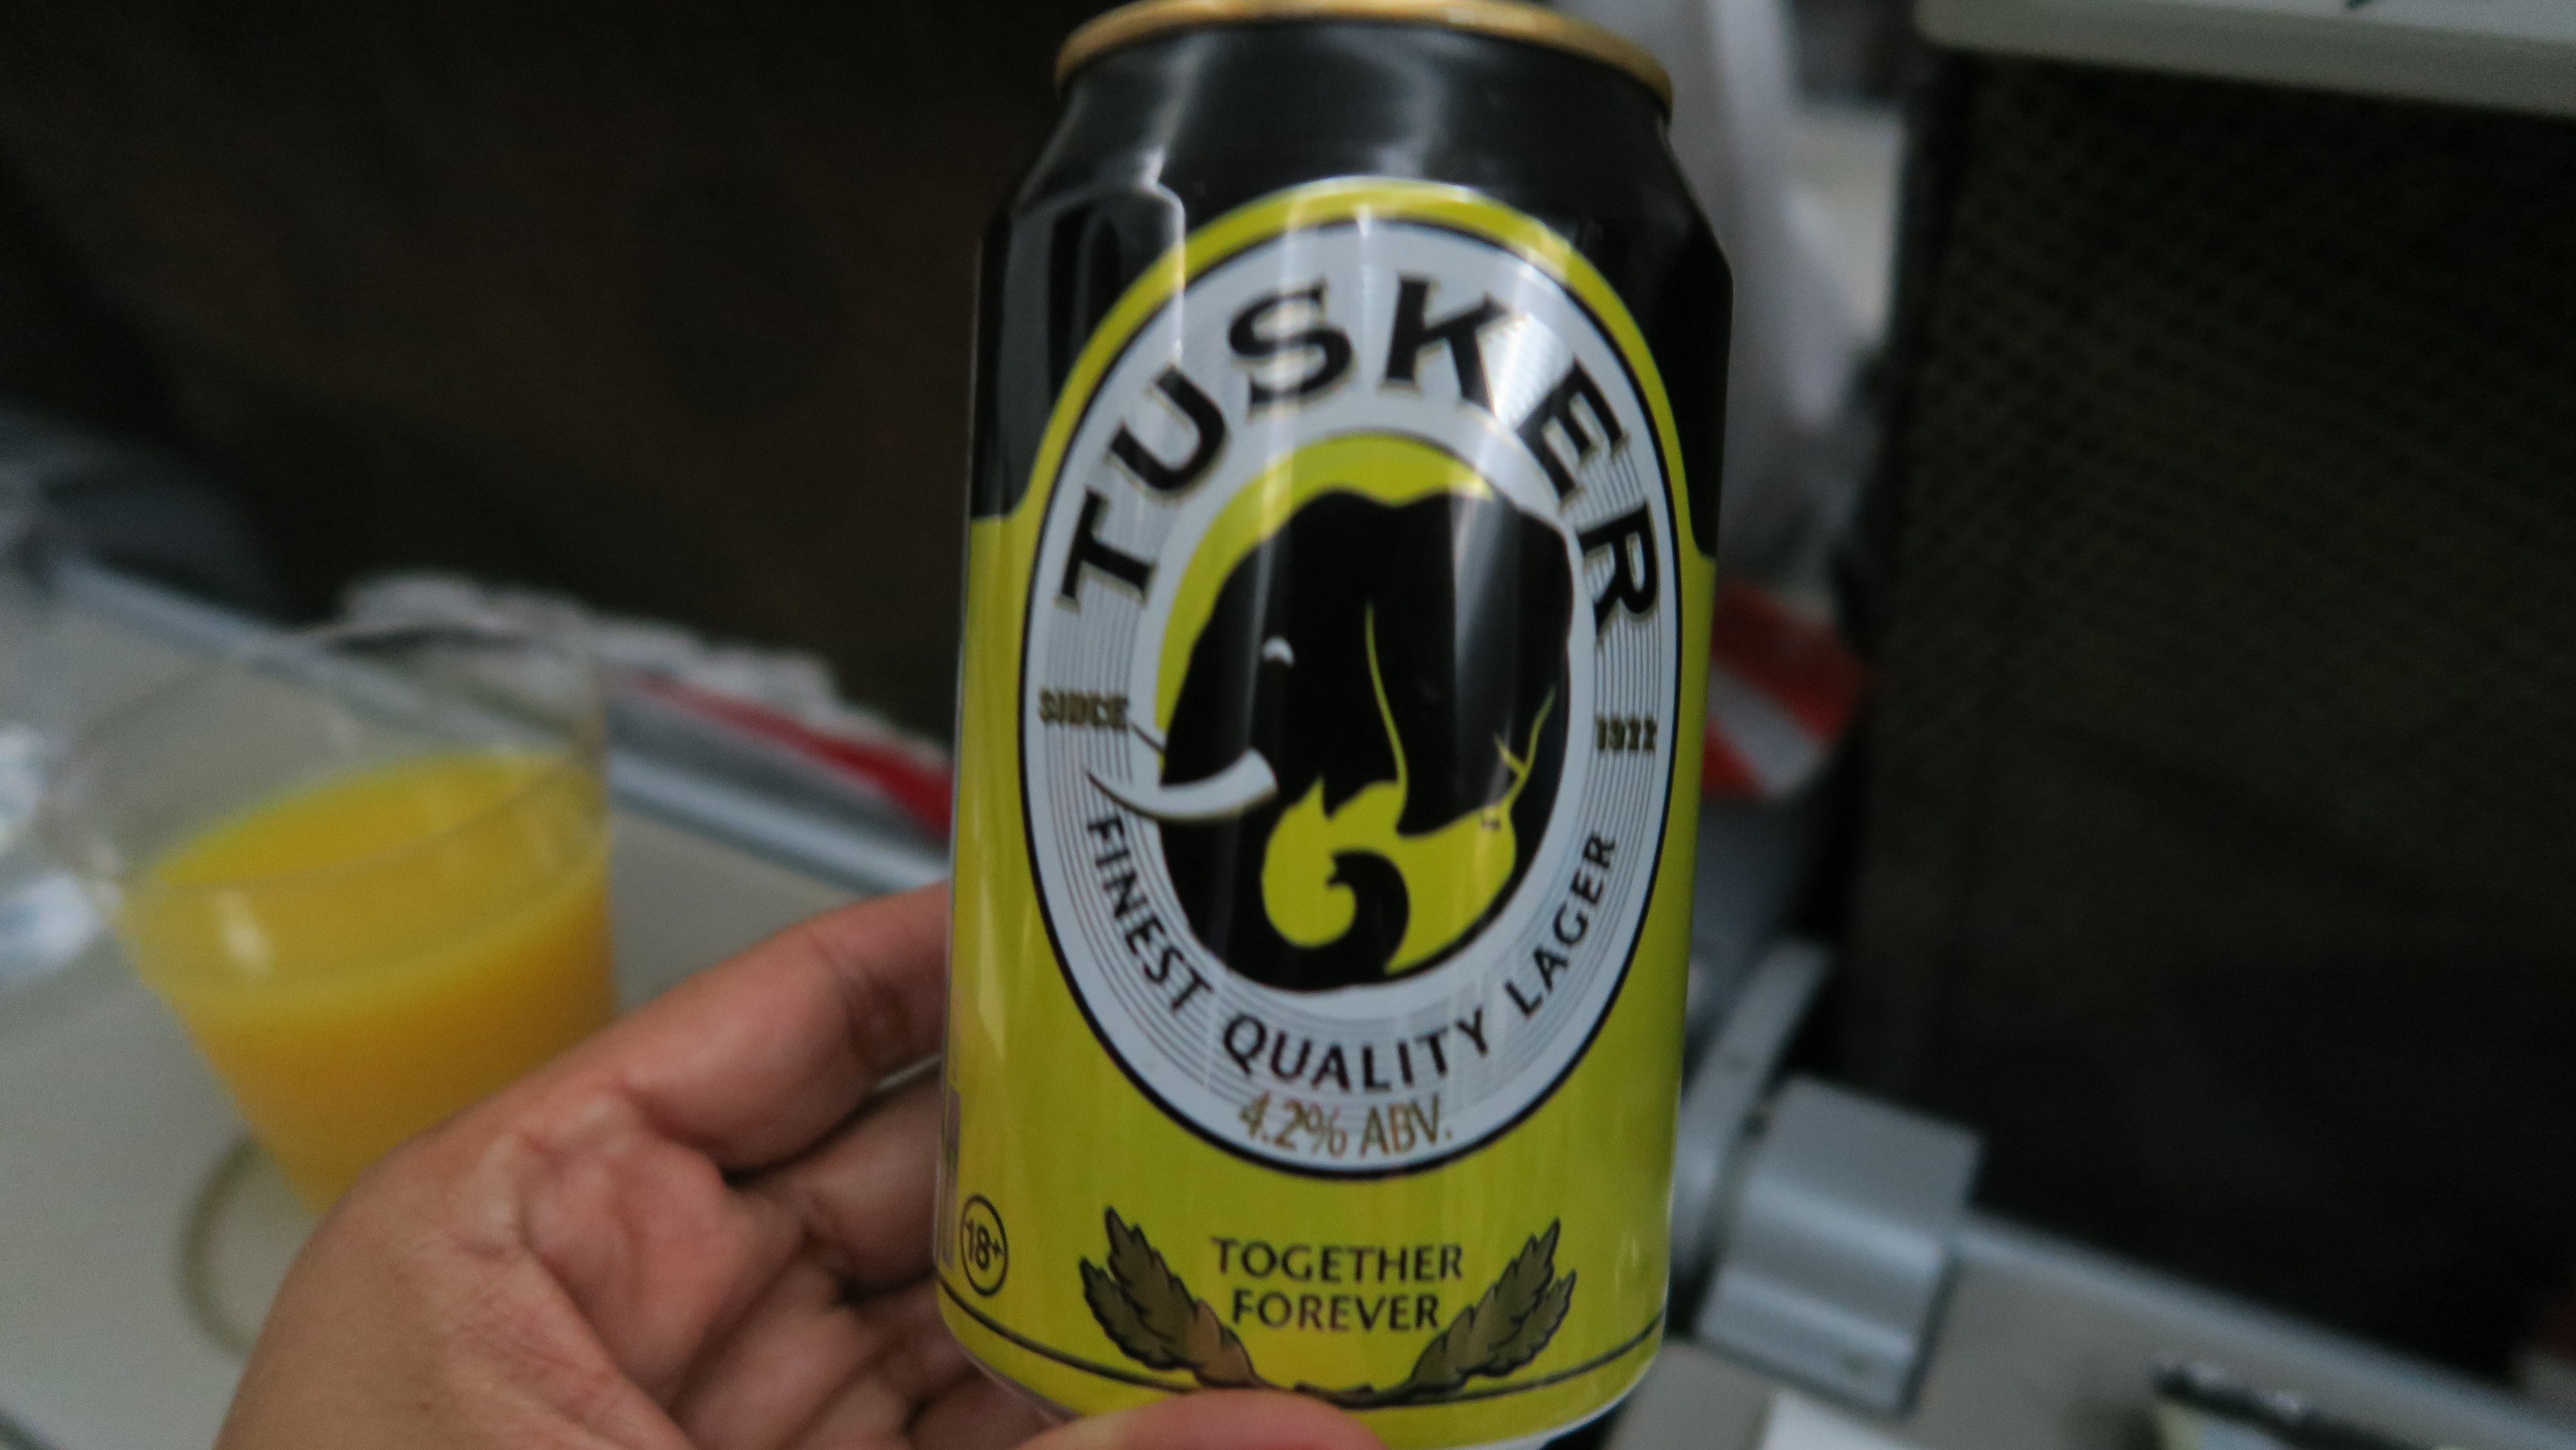 TUSKER
SINCE 1922
FINEST QUALITY LAGER
4.2% ABV.
18+
TOGETHER
FOREVER